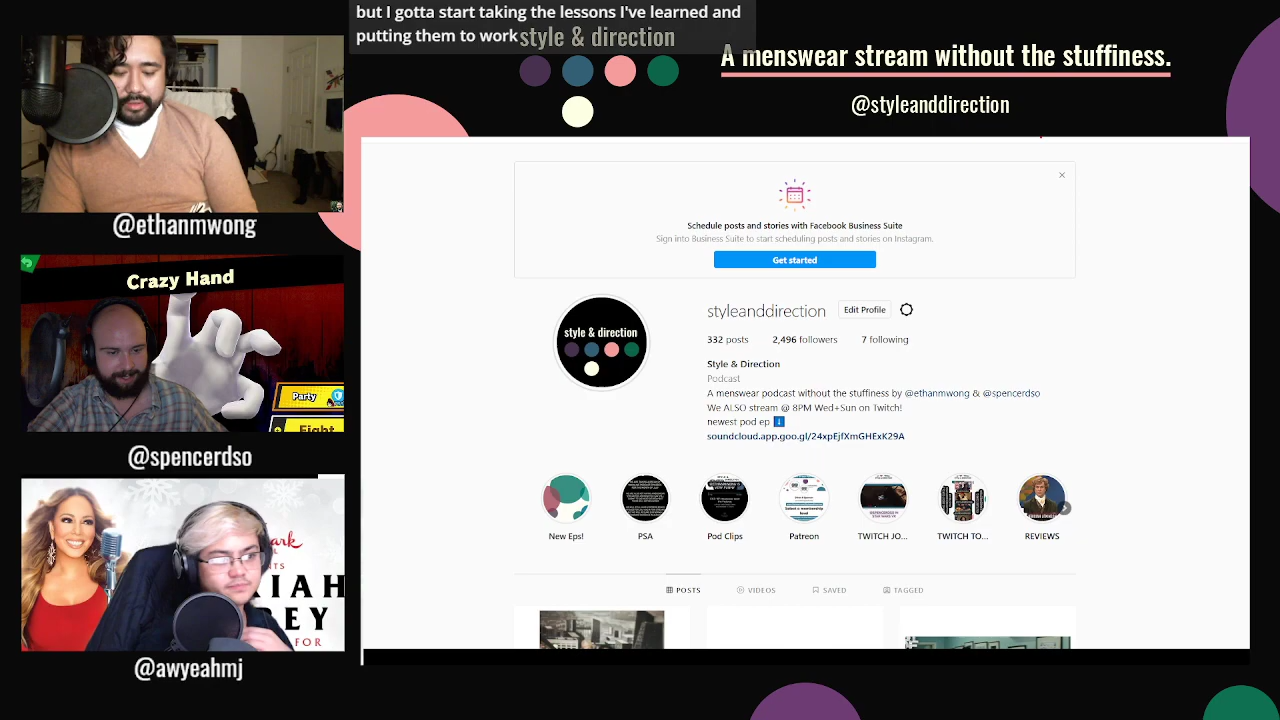 but I gotta start taking the lessons I've learned and
putting them to work
style & direction
A menswear stream without the stuffiness.
@styleanddirection
@ethanmwong
Crazy Hand
Party
Fight
@spencerdso
@awyeahmj
Schedule posts and stories with Facebook Business Suite
Sign into Business Suite to start scheduling posts and stories on Instagram.
Get started
style & direction
styleanddirection
Edit Profile
332 posts 2,496 followers 7 following
Style & Direction
Podcast
A menswear podcast without the stuffiness by @ethanmwong & @spencerdso
We ALSO stream @ 8PM Wed+Sun on Twitch!
newest pod ep
soundcloud.app.goo.gl/24xpEjfXmGHExK29A
New Eps! PSA Pod Clips Patreon TWITCH JO... TWITCH TO... REVIEWS
POSTS VIDEOS SAVED TAGGED